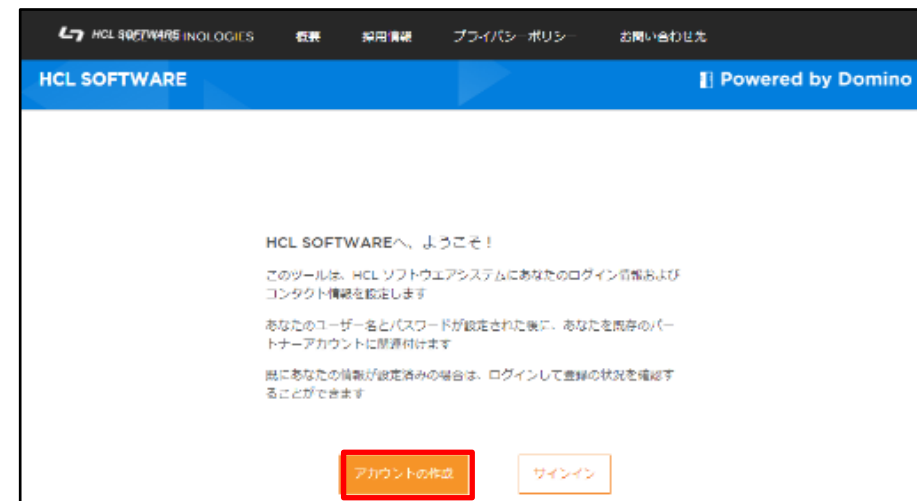 HCL SOFTWARE INOLOGIES 概要 採用情報 プライバシーポリシー お問い合わせ先
HCL SOFTWARE Powered by Domino
HCL SOFTWAREへ、ようこそ！
このツールは、HCL ソフトウエアシステムにあなたのログイン情報および
コンタクト情報を設定します
あなたのユーザー名とパスワードが設定された後に、あなたを既存のパー
トナーアカウントに関連付けます
既にあなたの情報が設定済みの場合は、ログインして登録の状況を確認す
ることができます
アカウントの作成 サインイン